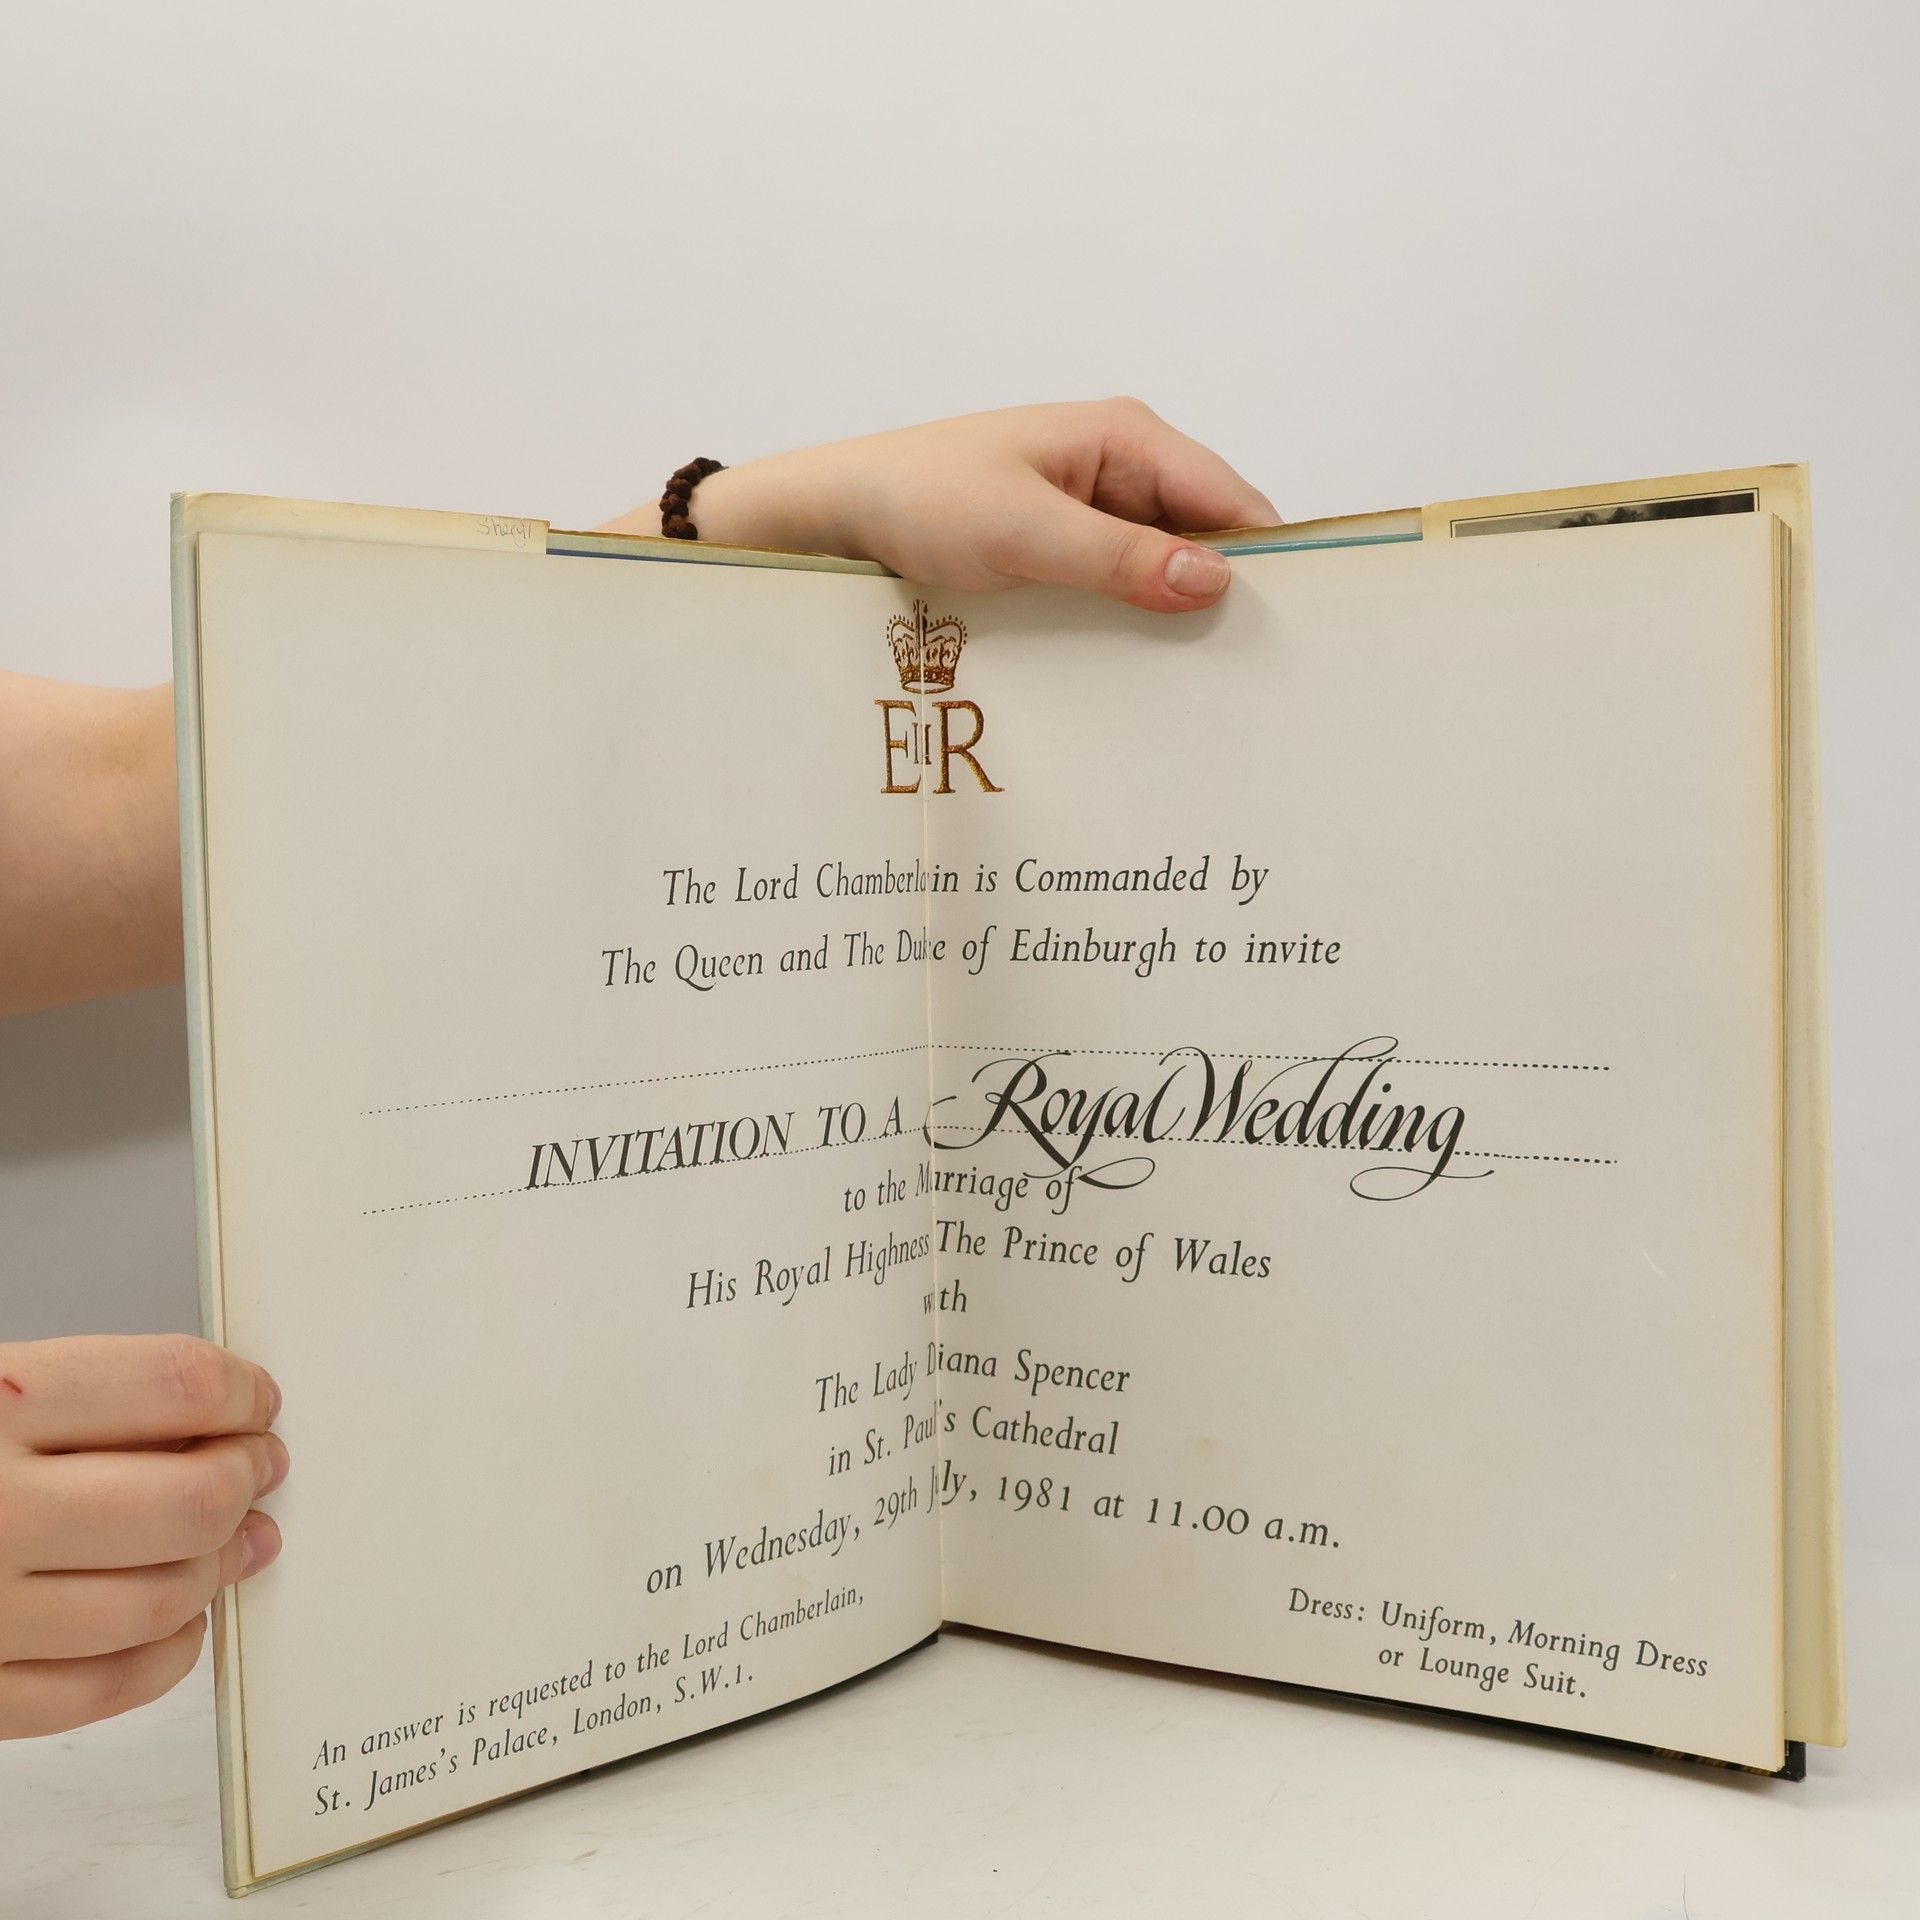 Sheryl
EIIR
The Lord Chamberlain is Commanded by
The Queen and The Duke of Edinburgh to invite
INVITATION TO A Royal Wedding
to the Marriage of
His Royal Highness The Prince of Wales
with
The Lady Diana Spencer
in St. Paul's Cathedral
on Wednesday, 29th July, 1981 at 11.00 a.m.
An answer is requested to the Lord Chamberlain,
St. James's Palace, London, S.W.1.
Dress: Uniform, Morning Dress
or Lounge Suit.